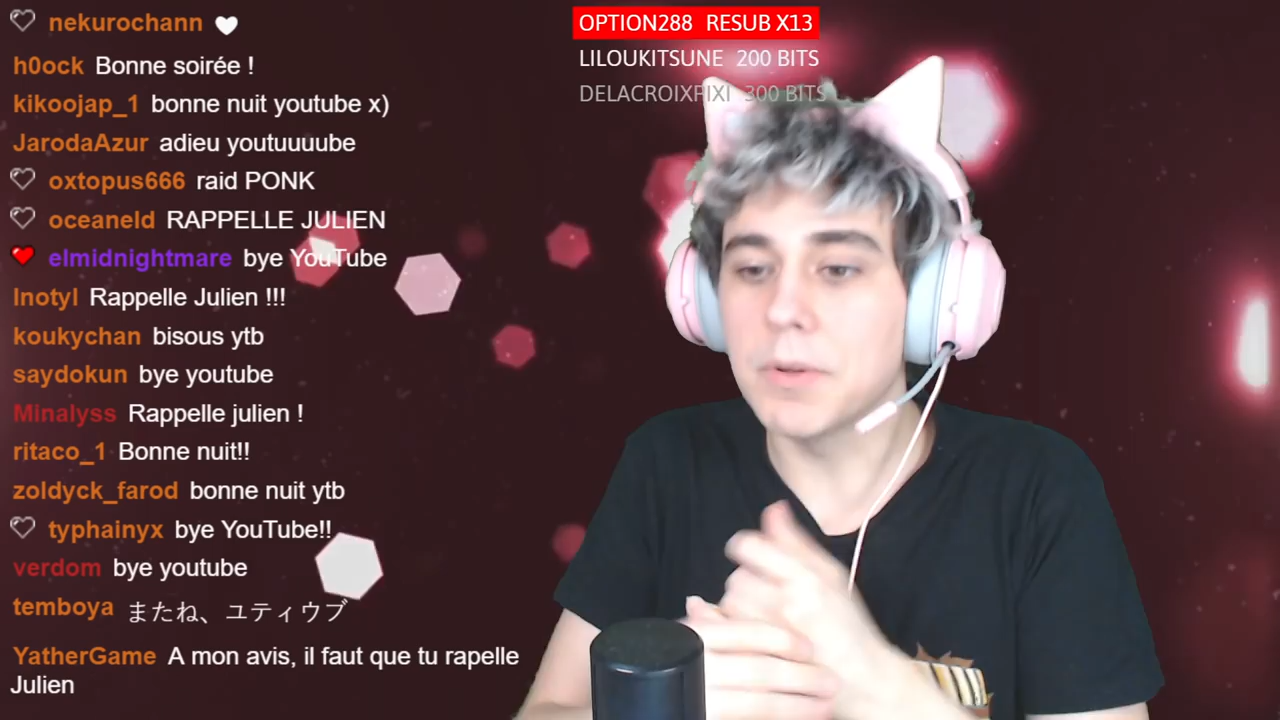 nekurochann 🤍
h0ock Bonne soirée !
kikoojap_1 bonne nuit youtube x)
JarodaAzur adieu youtuuuube
oxtopus666 raid PONK
oceaneld RAPPELLE JULIEN
elmidnightmare bye YouTube
Inotyl Rappelle Julien !!!
koukychan bisous ytb
saydokun bye youtube
Minalyss Rappelle julien !
ritaco_1 Bonne nuit!!
zoldyck_farod bonne nuit ytb
typhainyx bye YouTube!!
verdom bye youtube
temboya またね、ユティウブ
YatherGame A mon avis, il faut que tu rapelle
Julien
OPTION288 RESUB X13
LILOUKITSUNE 200 BITS
DELACROIXPIXI 300 BITS